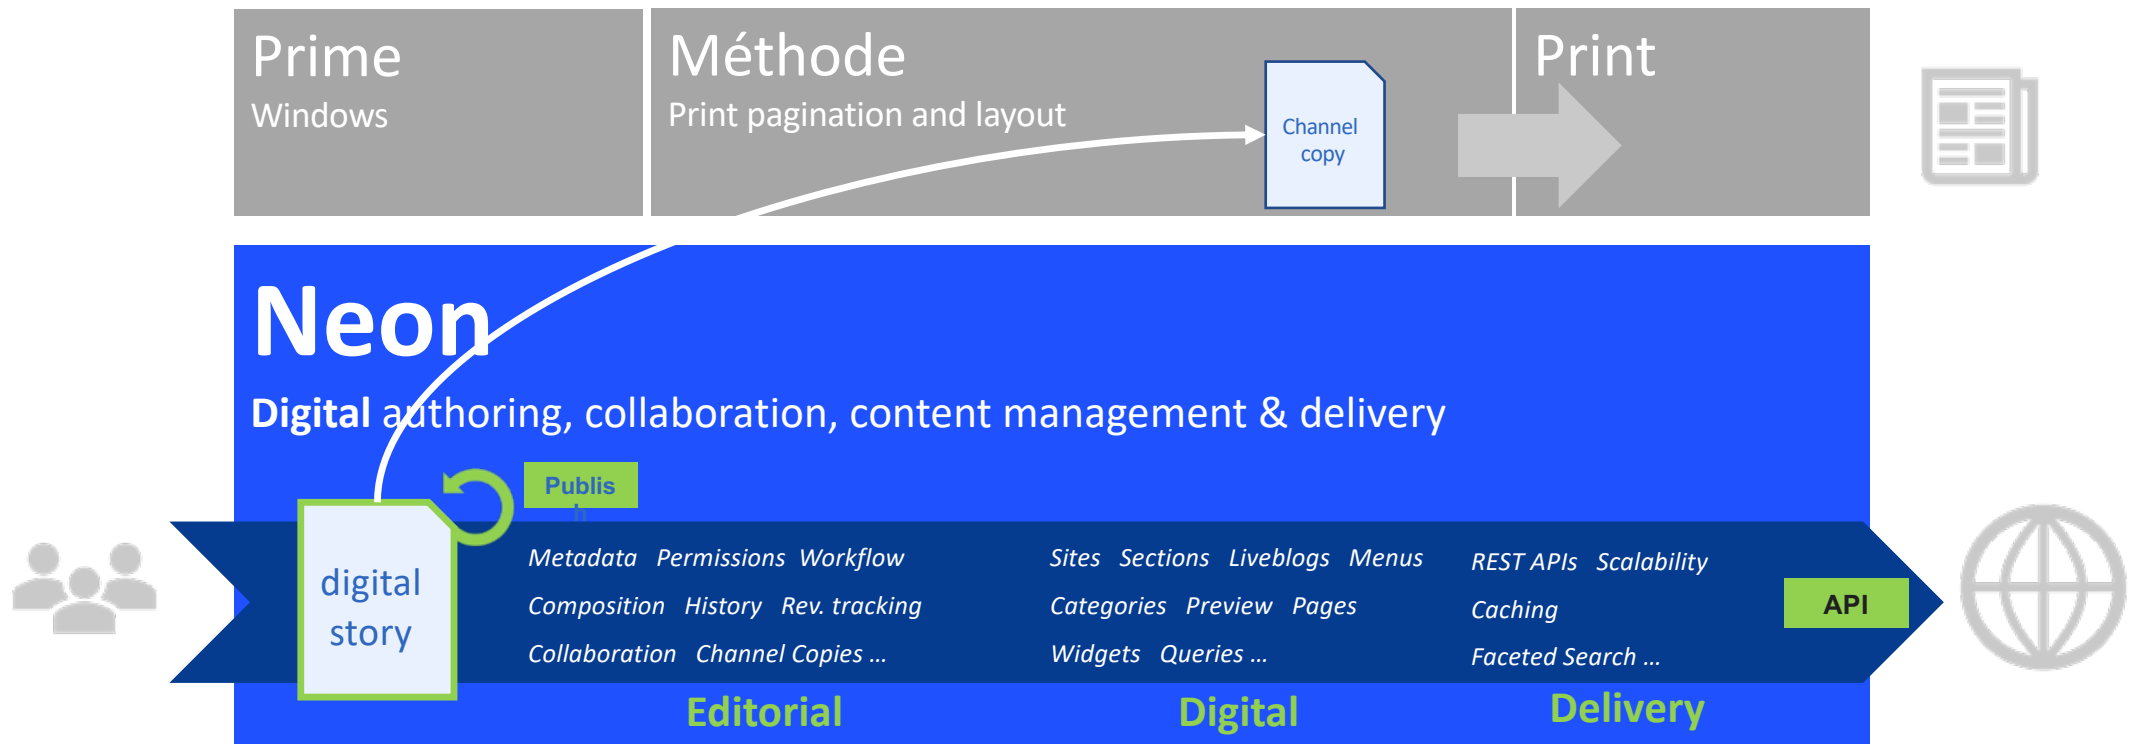 Prime
Windows
Méthode
Print pagination and layout
Channel
copy
Print
Neon
Digital authoring, collaboration, content management & delivery
Publis
h
digital
story
Metadata Permissions Workflow
Composition History Rev. tracking
Collaboration Channel Copies ...
Editorial
Sites Sections Liveblogs Menus
Categories Preview Pages
Widgets Queries ...
Digital
REST APIs Scalability
Caching
Faceted Search ...
Delivery
API